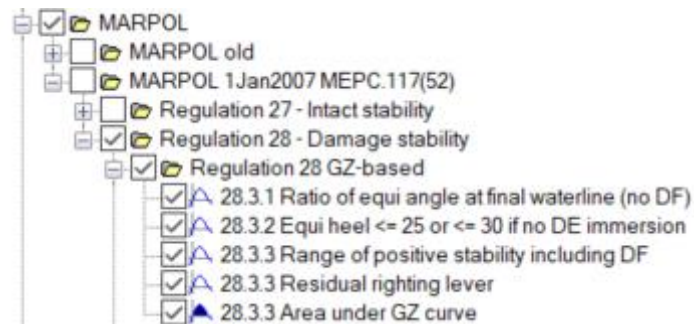 MARPOL
MARPOL old
MARPOL 1Jan2007 MEPC.117(52)
Regulation 27 - Intact stability
Regulation 28 - Damage stability
Regulation 28 GZ-based
28.3.1 Ratio of equi angle at final waterline (no DF)
28.3.2 Equi heel <= 25 or <= 30 if no DE immersion
28.3.3 Range of positive stability including DF
28.3.3 Residual righting lever
28.3.3 Area under GZ curve